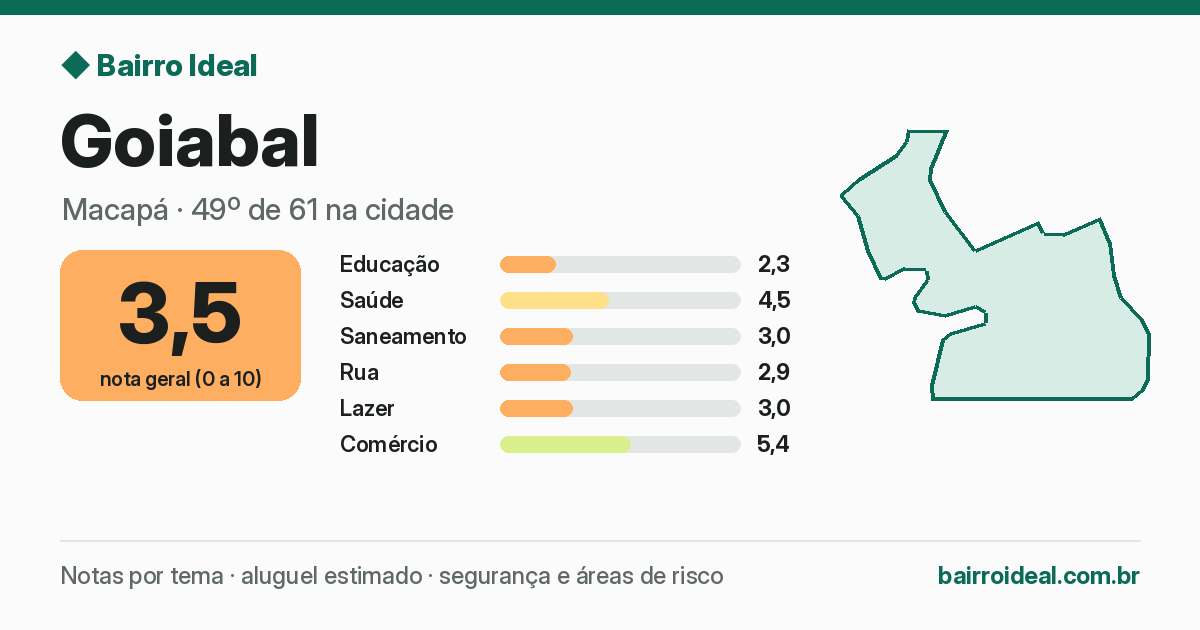 Bairro Ideal
Goiabal
Macapá · 49º de 61 na cidade
3,5
nota geral (0 a 10)
Educação 2,3
Saúde 4,5
Saneamento 3,0
Rua 2,9
Lazer 3,0
Comércio 5,4
Notas por tema · aluguel estimado · segurança e áreas de risco
bairroideal.com.br